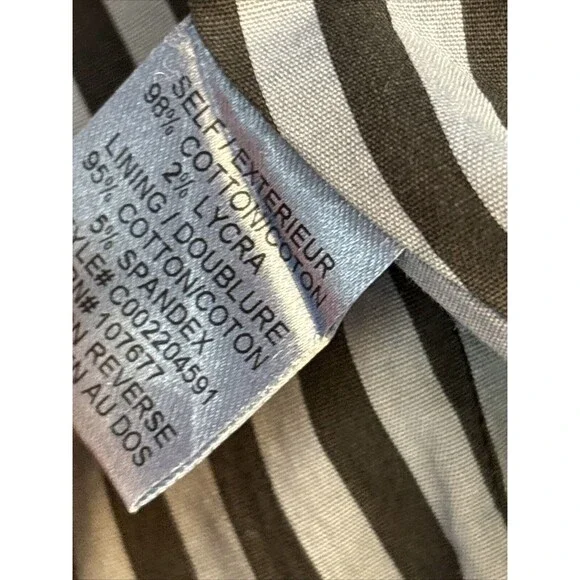 SELF / EXTERIEUR
98% COTTON/COTON
2% LYCRA
LINING / DOUBLURE
95% COTTON/COTON
5% SPANDEX
STYLE# C002204591
107677
REVERSE
AU DOS